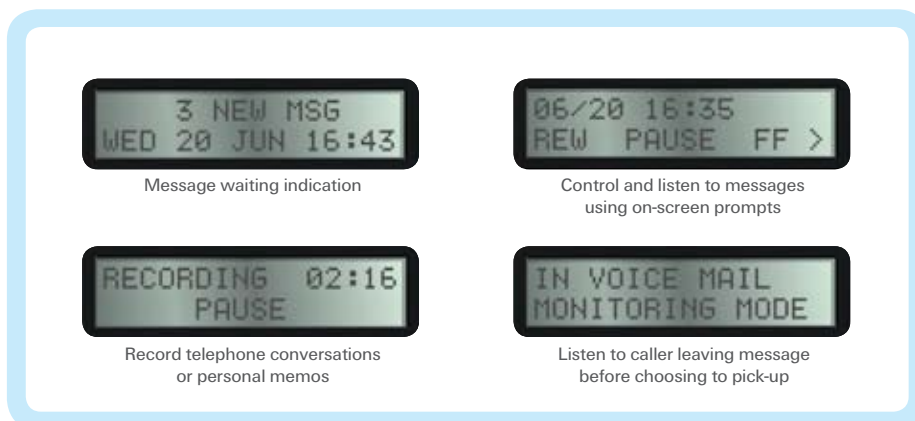 3 NEW MSG
WED 20 JUN 16:43
Message waiting indication
06/20 16:35
REW PAUSE FF >
Control and listen to messages
using on-screen prompts
RECORDING 02:16
PAUSE
Record telephone conversations
or personal memos
IN VOICE MAIL
MONITORING MODE
Listen to caller leaving message
before choosing to pick-up